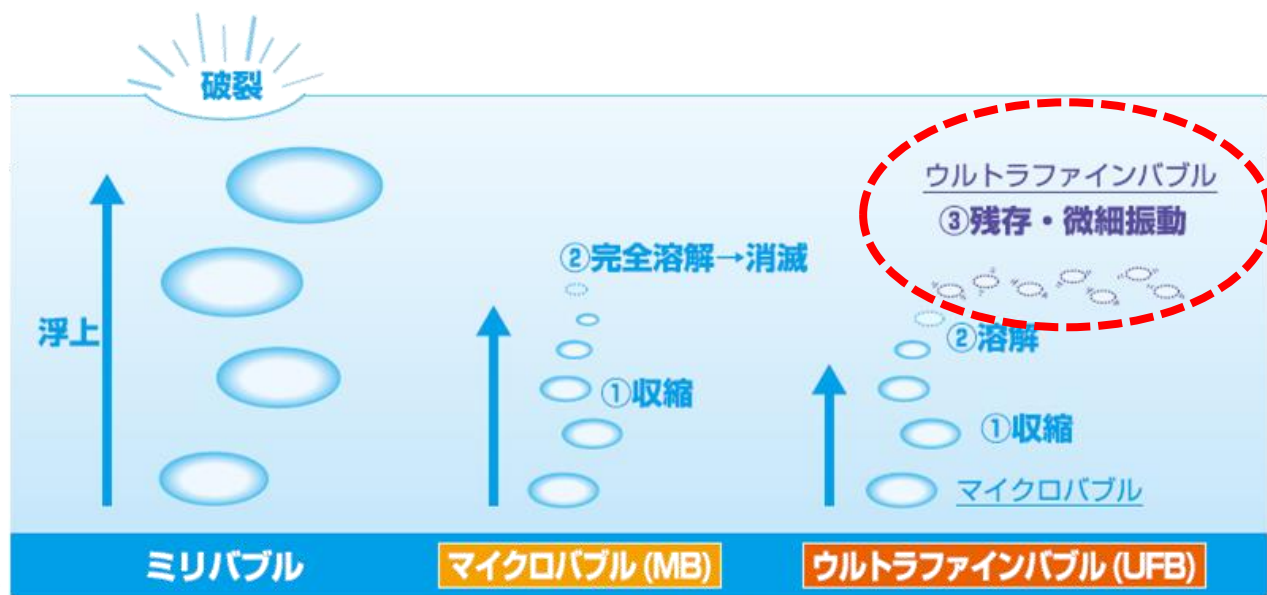 破裂
浮上
ミリバブル
②完全溶解→消滅
①収縮
マイクロバブル(MB)
ウルトラファインバブル
③残存・微細振動
②溶解
①収縮
マイクロバブル
ウルトラファインバブル(UFB)